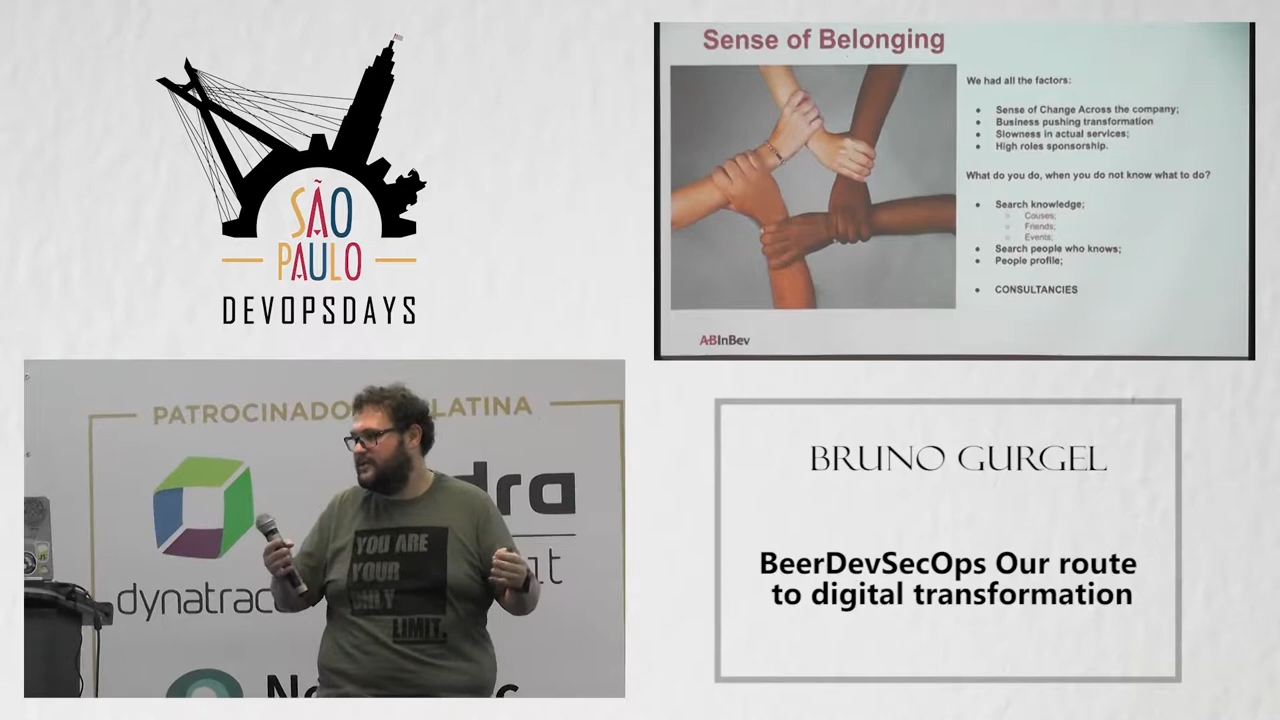 SÃO
PAULO
DEVOPSDAYS
Sense of Belonging
We had all the factors:
• Sense of Change Across the company;
• Business pushing transformation
• Slowness in actual services;
• High roles sponsorship.
What do you do, when you do not know what to do?
• Search knowledge;
○ Couses;
○ Friends;
○ Events;
• Search people who knows;
• People profile;
• CONSULTANCIES
ABInBev
LATINA
dra
dynatrac
YOU ARE
YOUR
ONLY
LIMIT.
BRUNO GURGEL
BeerDevSecOps Our route
to digital transformation